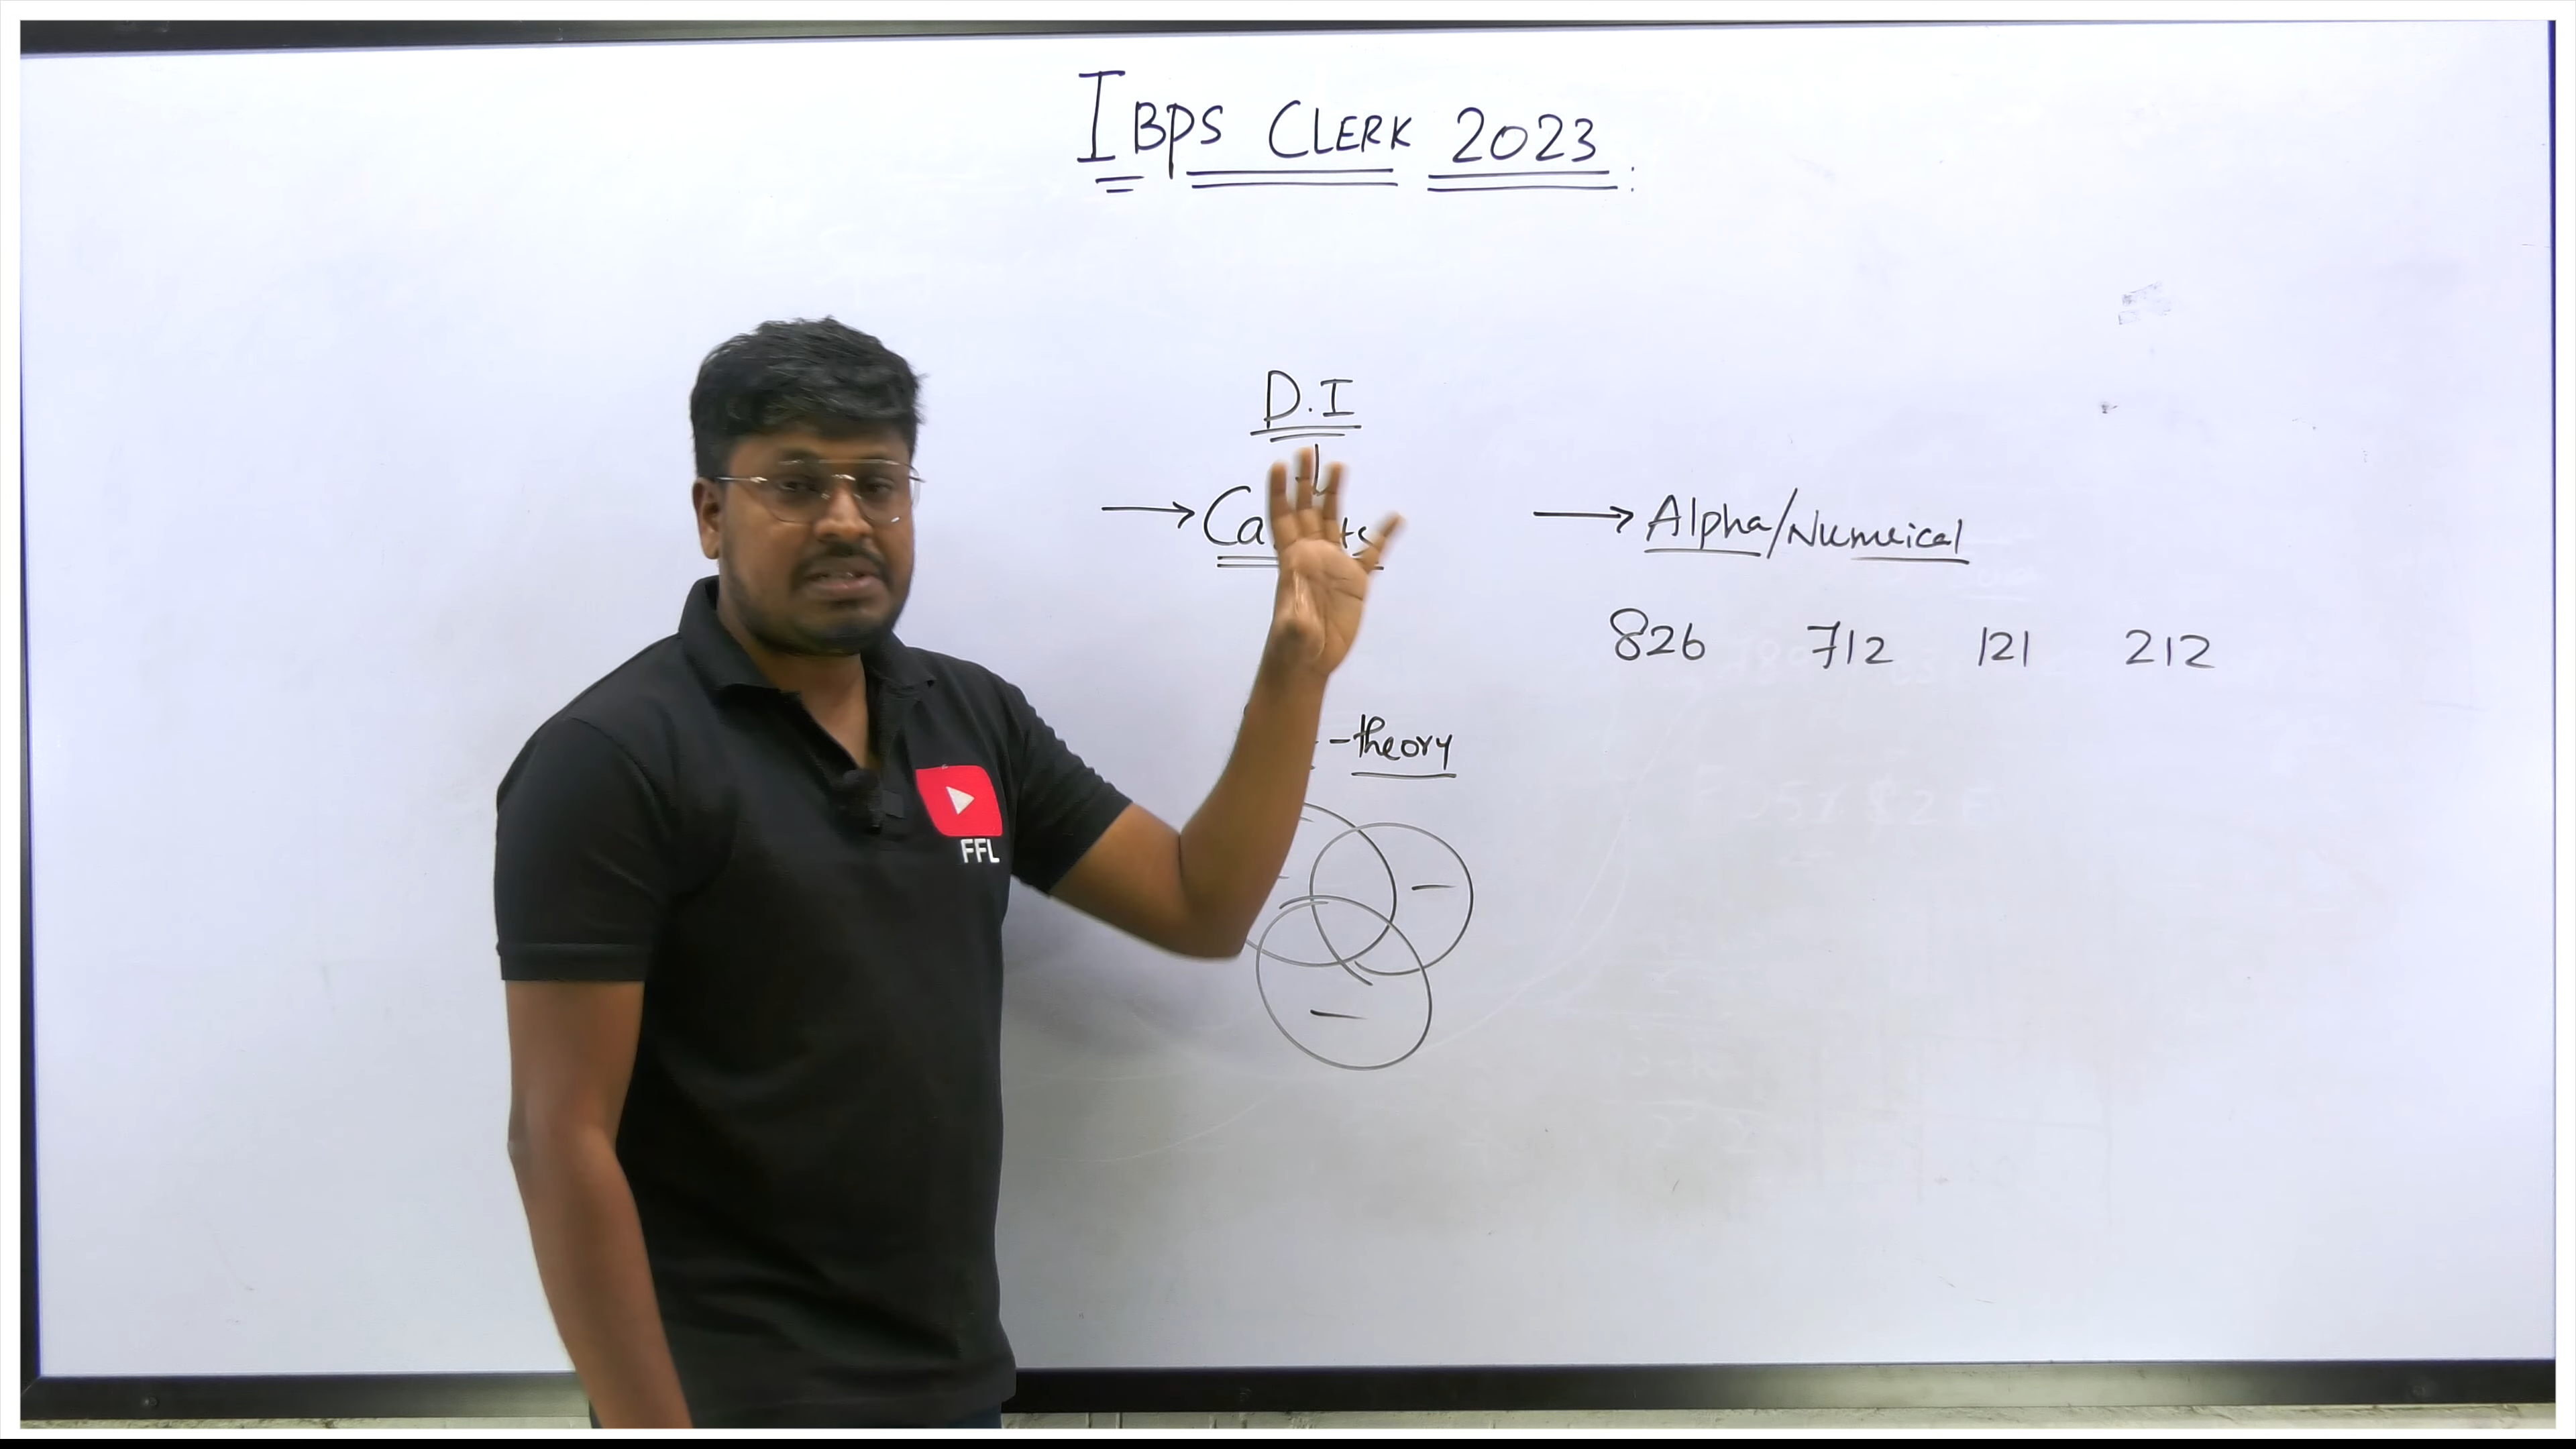 IBPS CLERK 2023 :
D.I
→ Alpha/Numeical
826 712 121 212
-theory
FFL